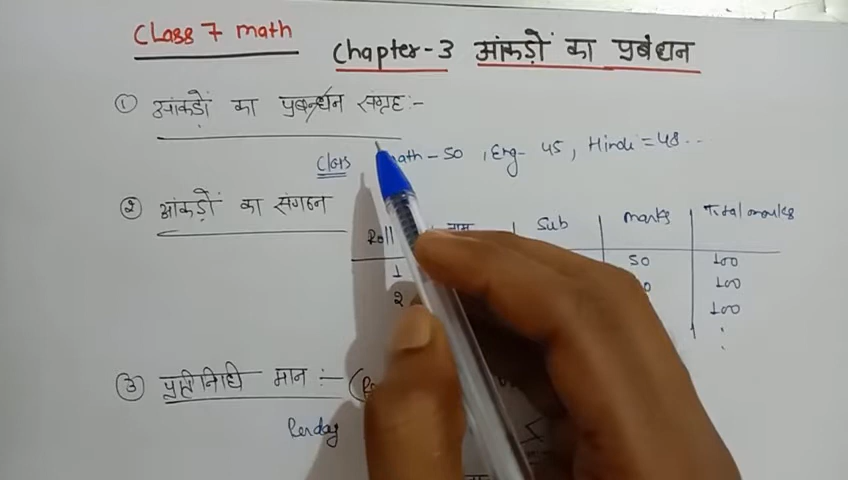 Class 7 math
Chapter-3 आंकड़ों का प्रबंधन
① आंकड़ों का प्रबन्धन संग्रह :-
Class math - 50 , Eng - 45 , Hindi = 48 ..
② आंकड़ों का संगठन
Roll नाम Sub marks Total marks
1 50 100
2 100
100
③ प्रतिनिधि मान :-
Perday